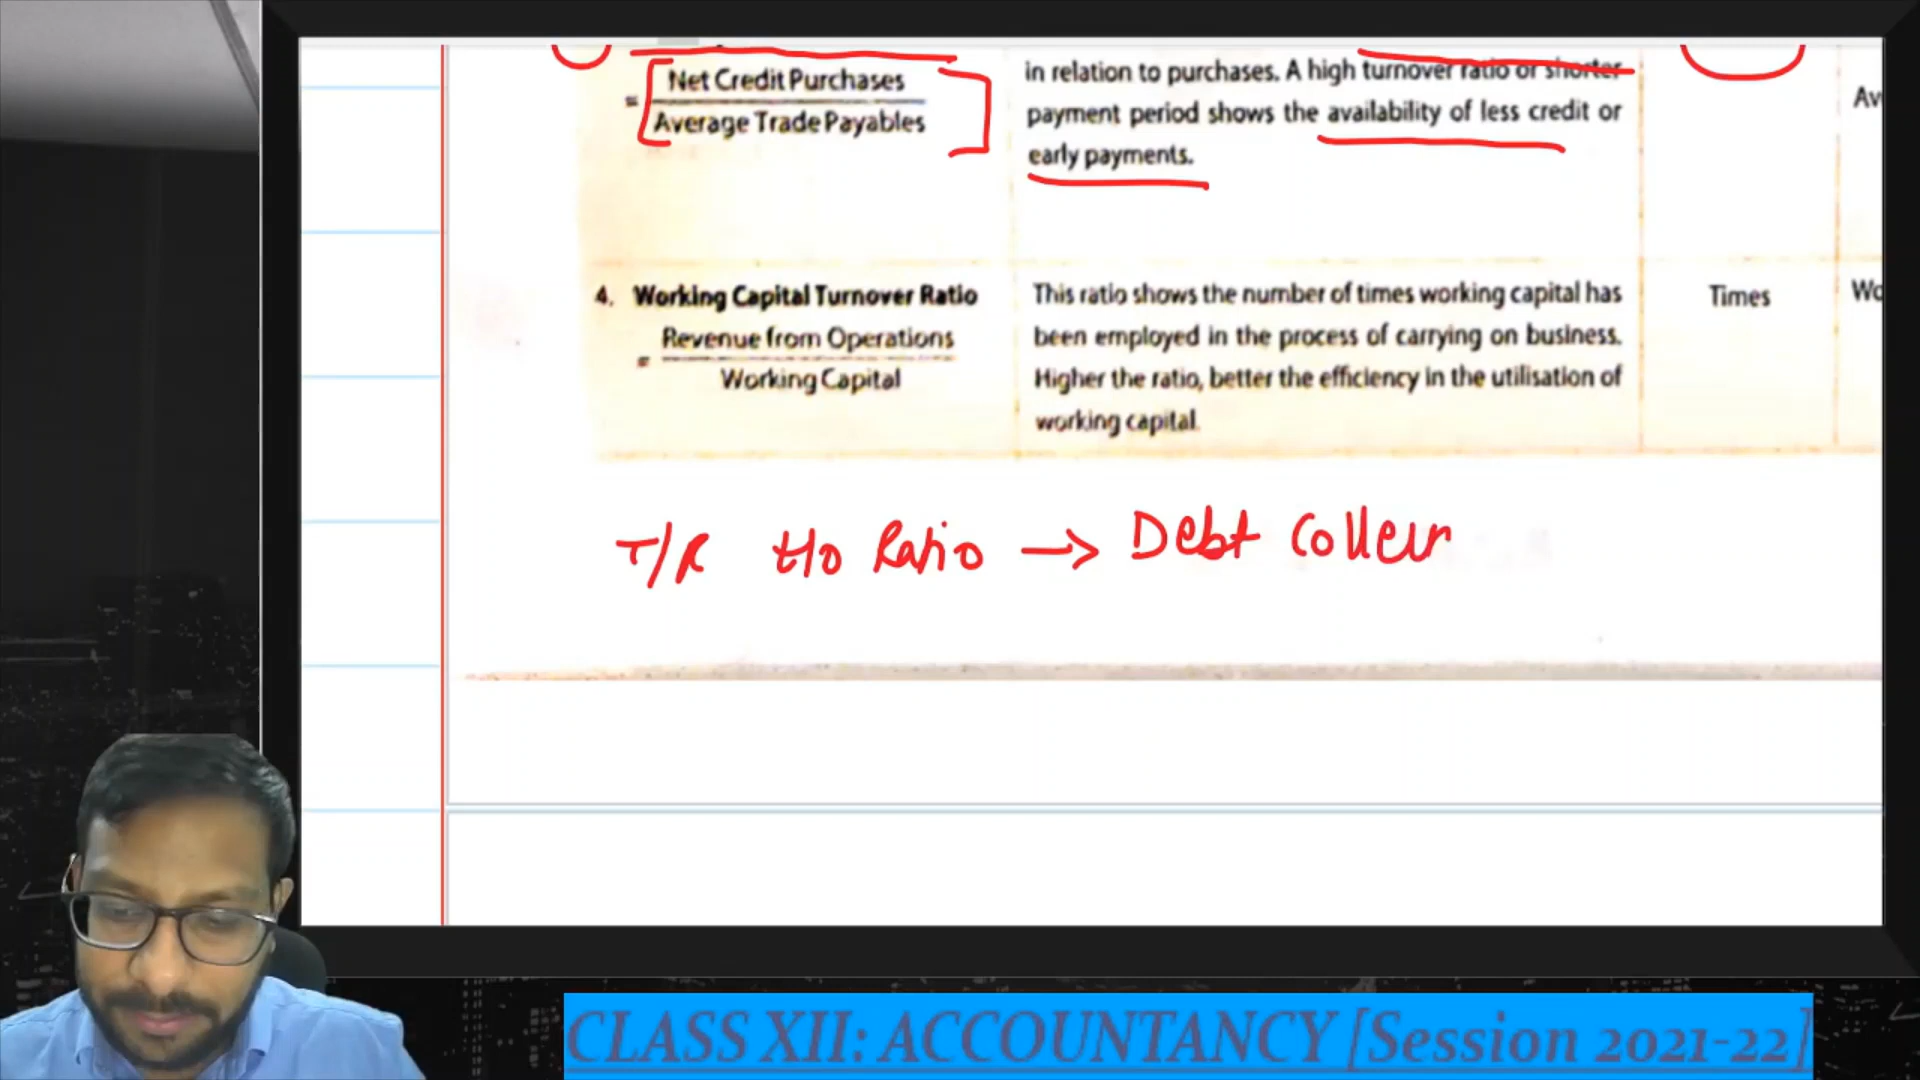 Net Credit Purchases
=
Average Trade Payables
in relation to purchases. A high turnover ratio or shorter
payment period shows the availability of less credit or
early payments.
Av
4. Working Capital Turnover Ratio
Revenue from Operations
=
Working Capital
This ratio shows the number of times working capital has
been employed in the process of carrying on business.
Higher the ratio, better the efficiency in the utilisation of
working capital.
Times
Wo
T/R t/o Ratio → Debt
CLASS XII: ACCOUNTANCY [Session 2021-22]